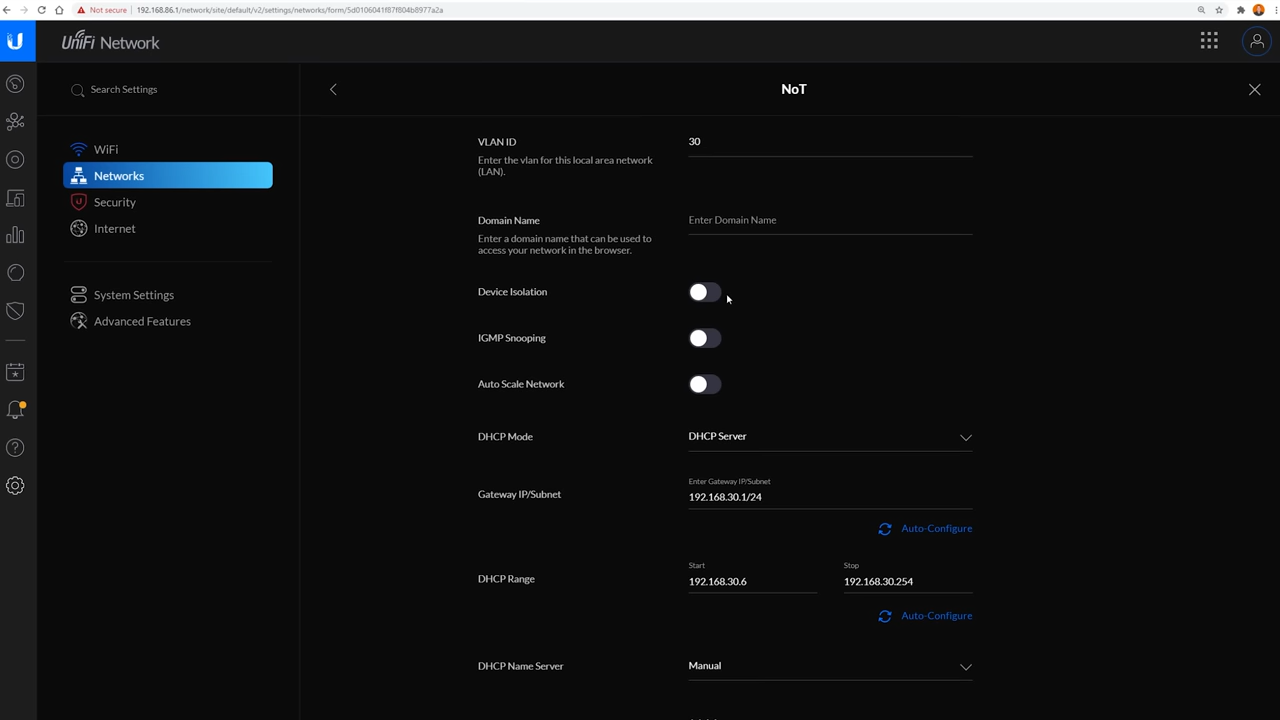 Not secure
192.168.86.1/network/site/default/v2/settings/networks/form/5d0106041f87f804b8977a2a
UniFi Network
Search Settings
NoT
WiFi
Networks
Security
Internet
System Settings
Advanced Features
VLAN ID
Enter the vlan for this local area network
(LAN).
30
Domain Name
Enter a domain name that can be used to
access your network in the browser.
Enter Domain Name
Device Isolation
IGMP Snooping
Auto Scale Network
DHCP Mode
DHCP Server
Gateway IP/Subnet
Enter Gateway IP/Subnet
192.168.30.1/24
Auto-Configure
DHCP Range
Start
192.168.30.6
Stop
192.168.30.254
Auto-Configure
DHCP Name Server
Manual